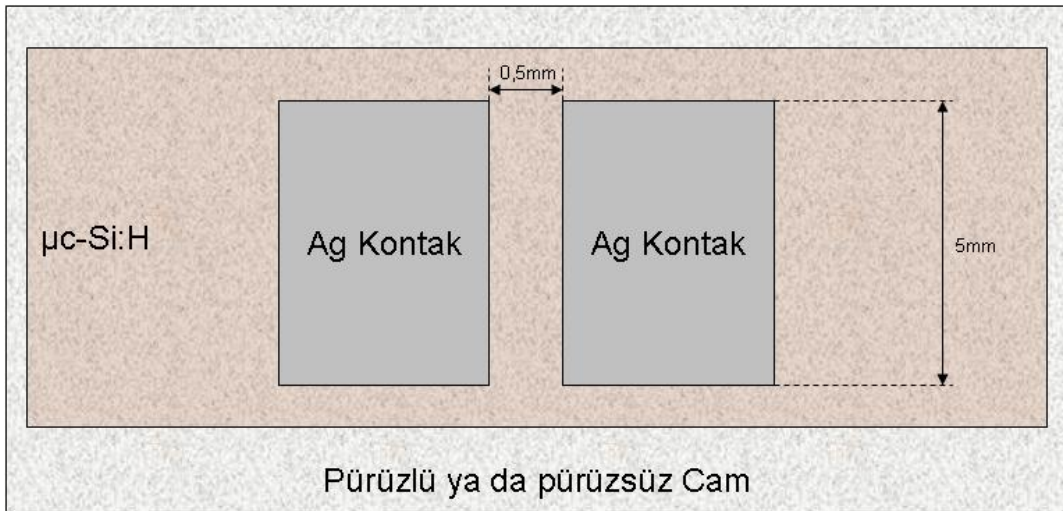 0,5mm
µc-Si:H
Ag Kontak
Ag Kontak
5mm
Pürüzlü ya da pürüzsüz Cam